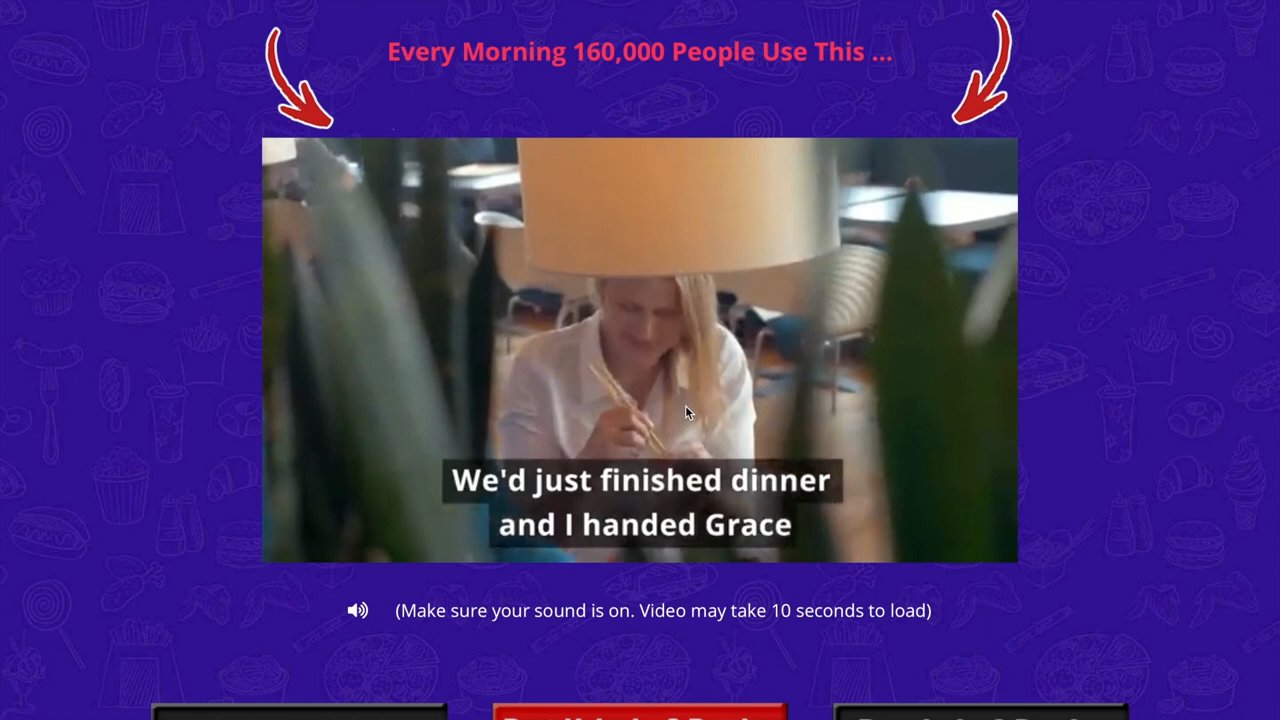 Every Morning 160,000 People Use This ...
We'd just finished dinner
and I handed Grace
(Make sure your sound is on. Video may take 10 seconds to load)